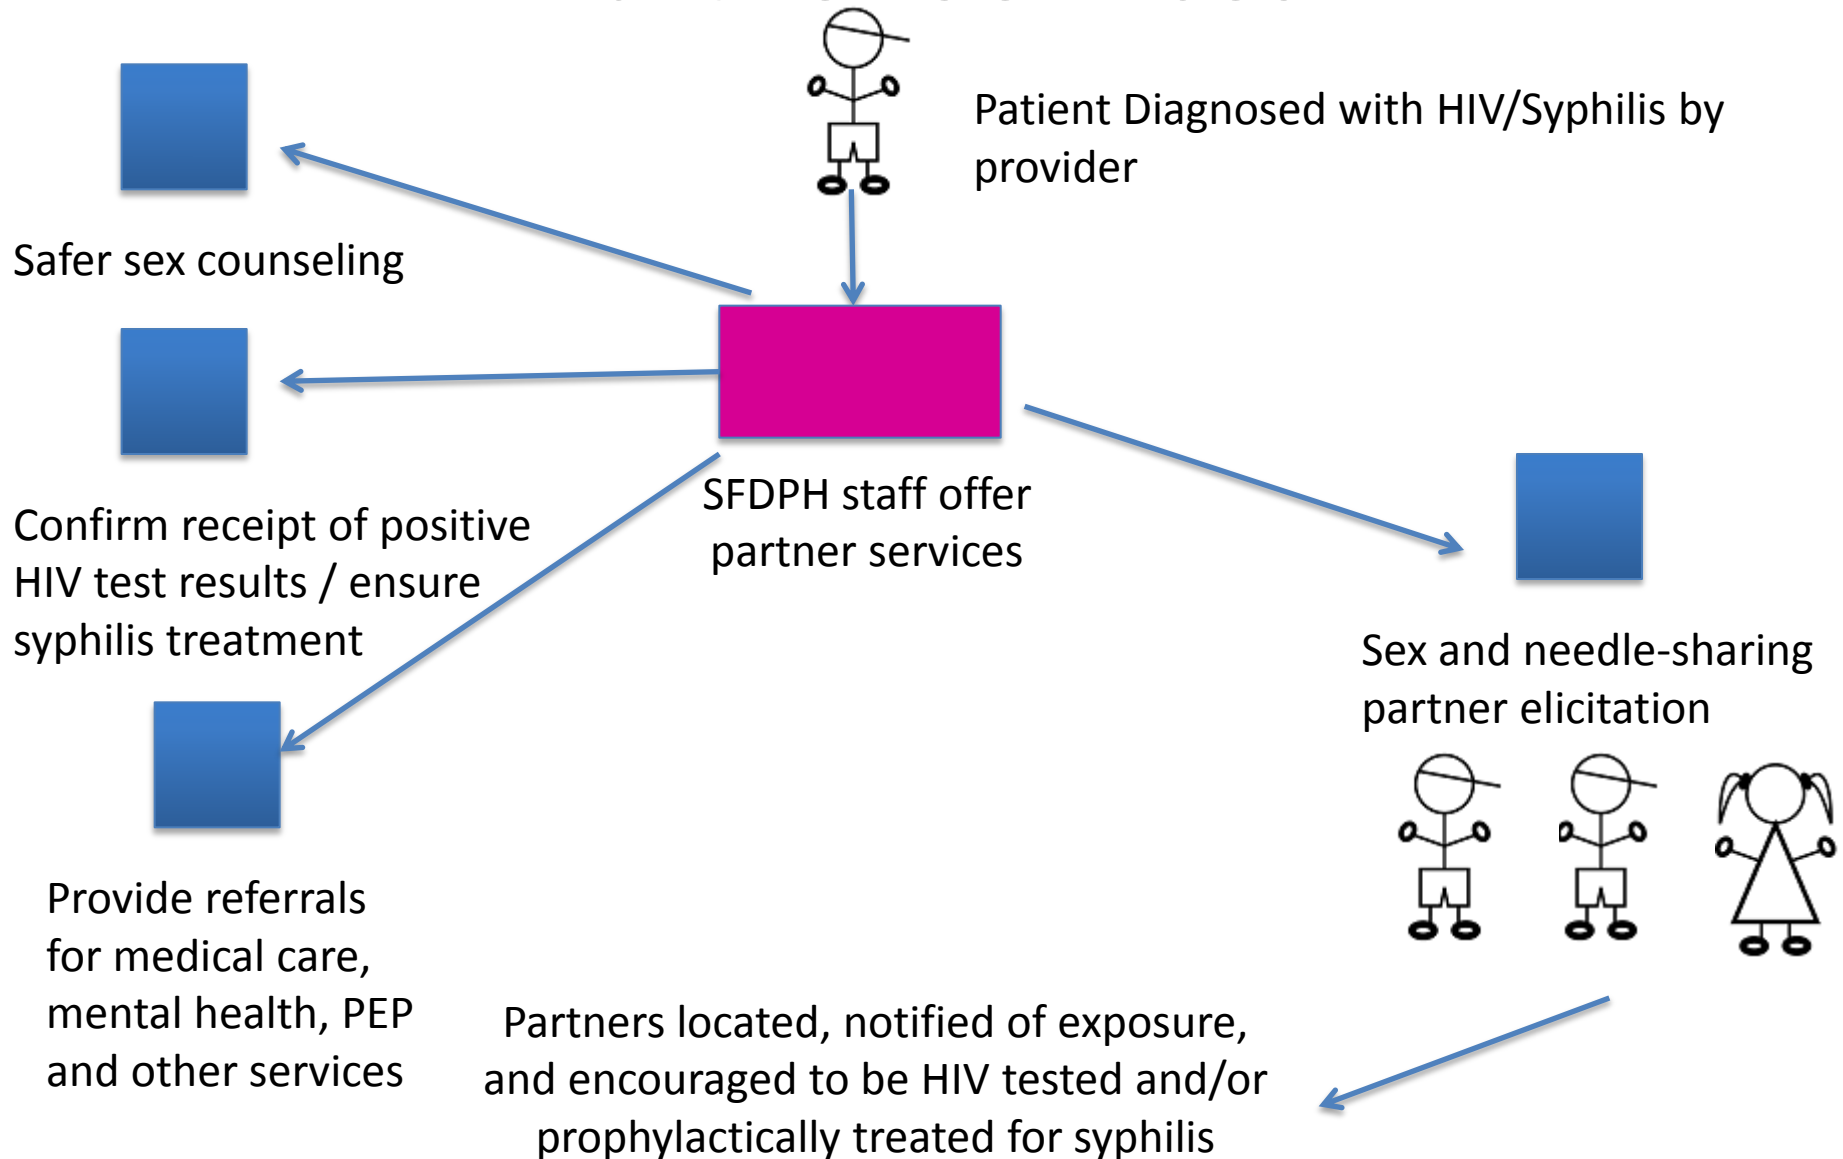 Patient Diagnosed with HIV/Syphilis by
provider
Safer sex counseling
SFDPH staff offer
partner services
Confirm receipt of positive
HIV test results / ensure
syphilis treatment
Sex and needle-sharing
partner elicitation
Provide referrals
for medical care,
mental health, PEP
and other services
Partners located, notified of exposure,
and encouraged to be HIV tested and/or
prophylactically treated for syphilis